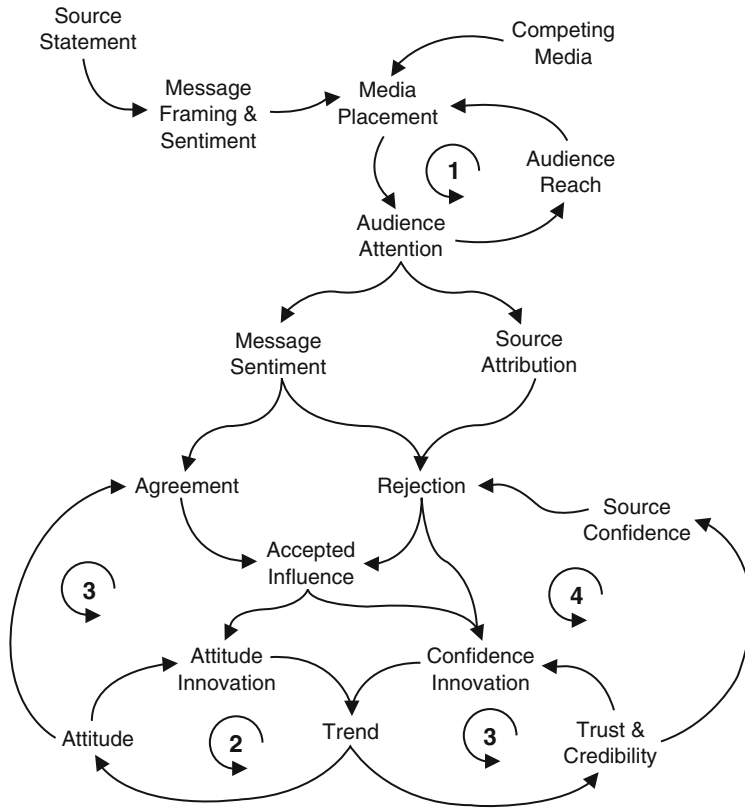 Source
Statement
Competing
Media
Message
Framing &
Sentiment
Media
Placement
1
Audience
Reach
Audience
Attention
Message
Sentiment
Source
Attribution
Agreement
Rejection
Source
Confidence
Accepted
Influence
3
4
Attitude
Innovation
Confidence
Innovation
Attitude
2
Trend
3
Trust &
Credibility